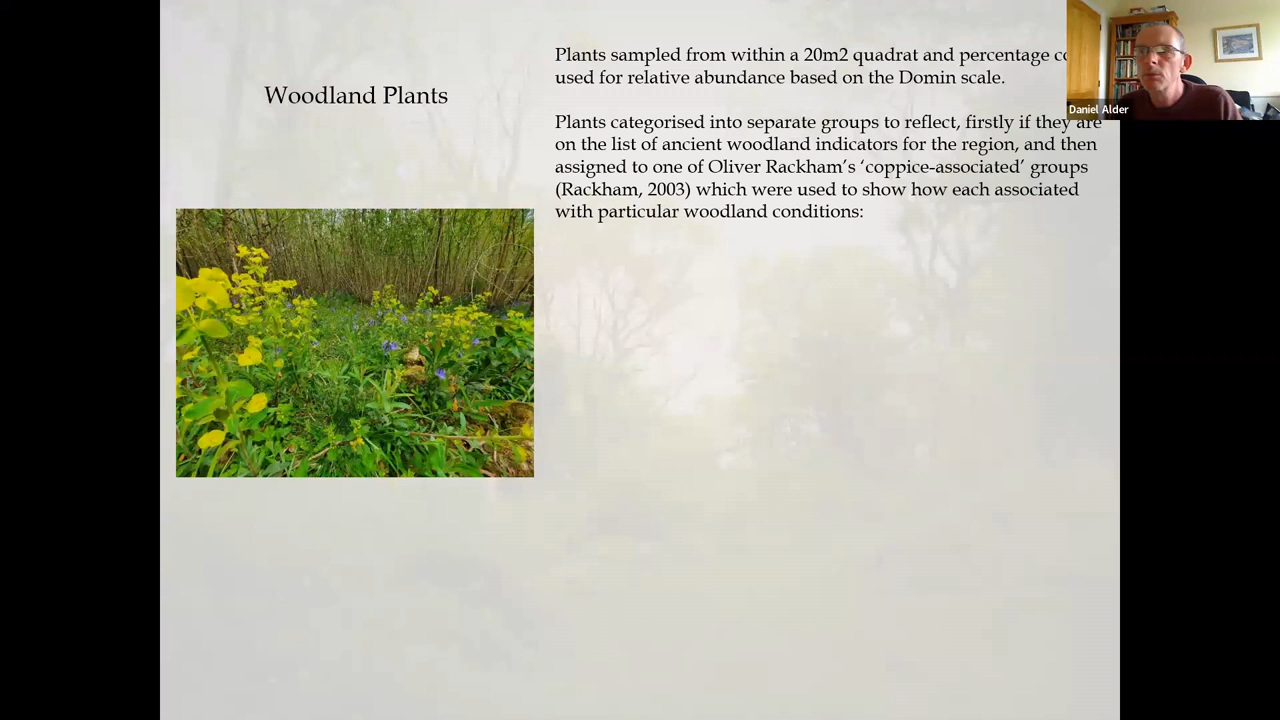 Woodland Plants
Plants sampled from within a 20m2 quadrat and percentage
used for relative abundance based on the Domin scale.
Plants categorised into separate groups to reflect, firstly if they are
on the list of ancient woodland indicators for the region, and then
assigned to one of Oliver Rackham’s ‘coppice-associated’ groups
(Rackham, 2003) which were used to show how each associated
with particular woodland conditions:
Daniel Alder